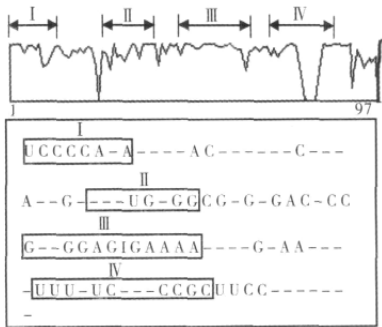 I II III IV
1 97
I
UCCCCA-A----AC------C---
II
A--G----UG-GGCG-G-GAC~CC
III
G-~GGAGIGAAAA----G-AA---
IV
-UUU-UC---CCGCUUCC----
-